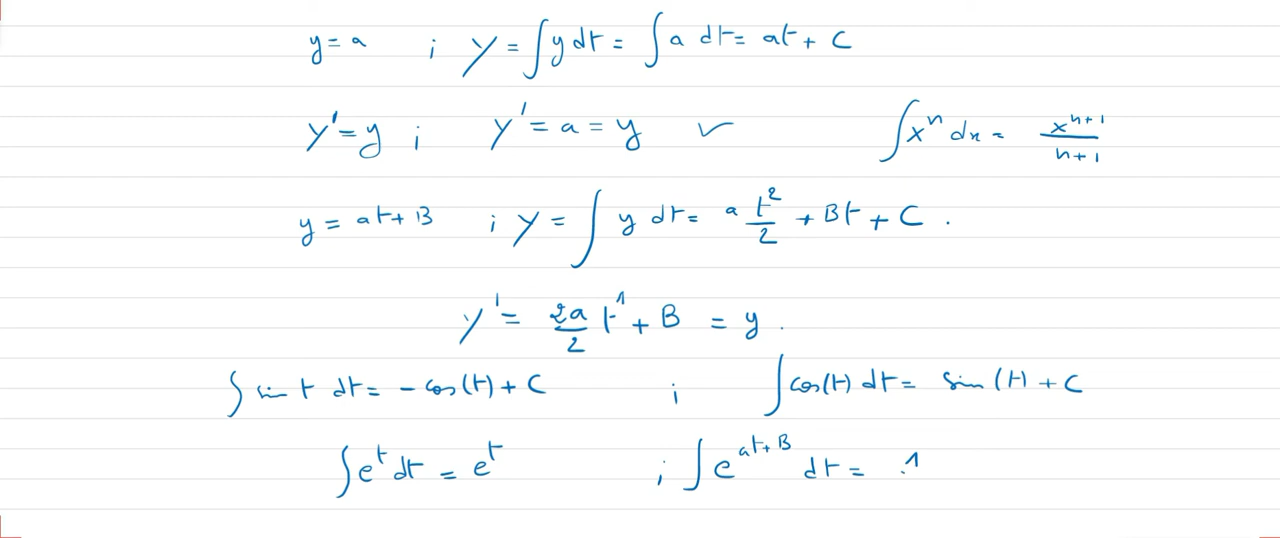 y = a ; Y = ∫ y dt = ∫ a dt = at + C
Y' = y ; Y' = a = y ✓ ∫ xⁿ dx = xⁿ⁺¹/(n+1)
y = at + B ; Y = ∫ y dt = a t²/2 + Bt + C .
Y' = 2a/2 t¹ + B = y .
∫ sin t dt = - cos(t) + C ; ∫ cos(t) dt = sin(t) + C
∫ eᵗ dt = eᵗ ; ∫ e^(at+B) dt = 1